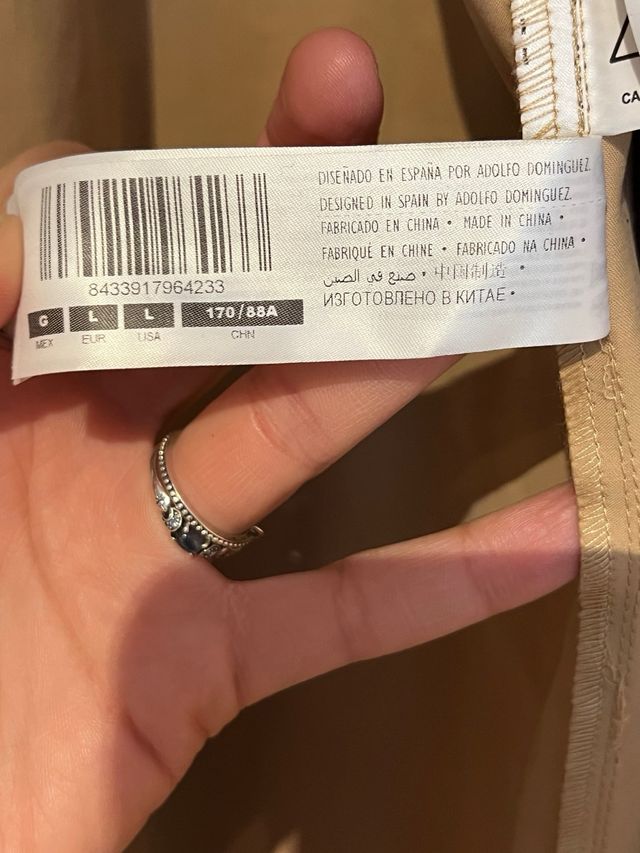 8433917964233
G L L 170/88A
MEX EUR USA CHN
DISEÑADO EN ESPAÑA POR ADOLFO DOMINGUEZ
DESIGNED IN SPAIN BY ADOLFO DOMINGUEZ
FABRICADO EN CHINA • MADE IN CHINA •
FABRIQUÉ EN CHINE • FABRICADO NA CHINA •
صنع في الصين • 中国制造 •
ИЗГОТОВЛЕНО В КИТАЕ •
CA